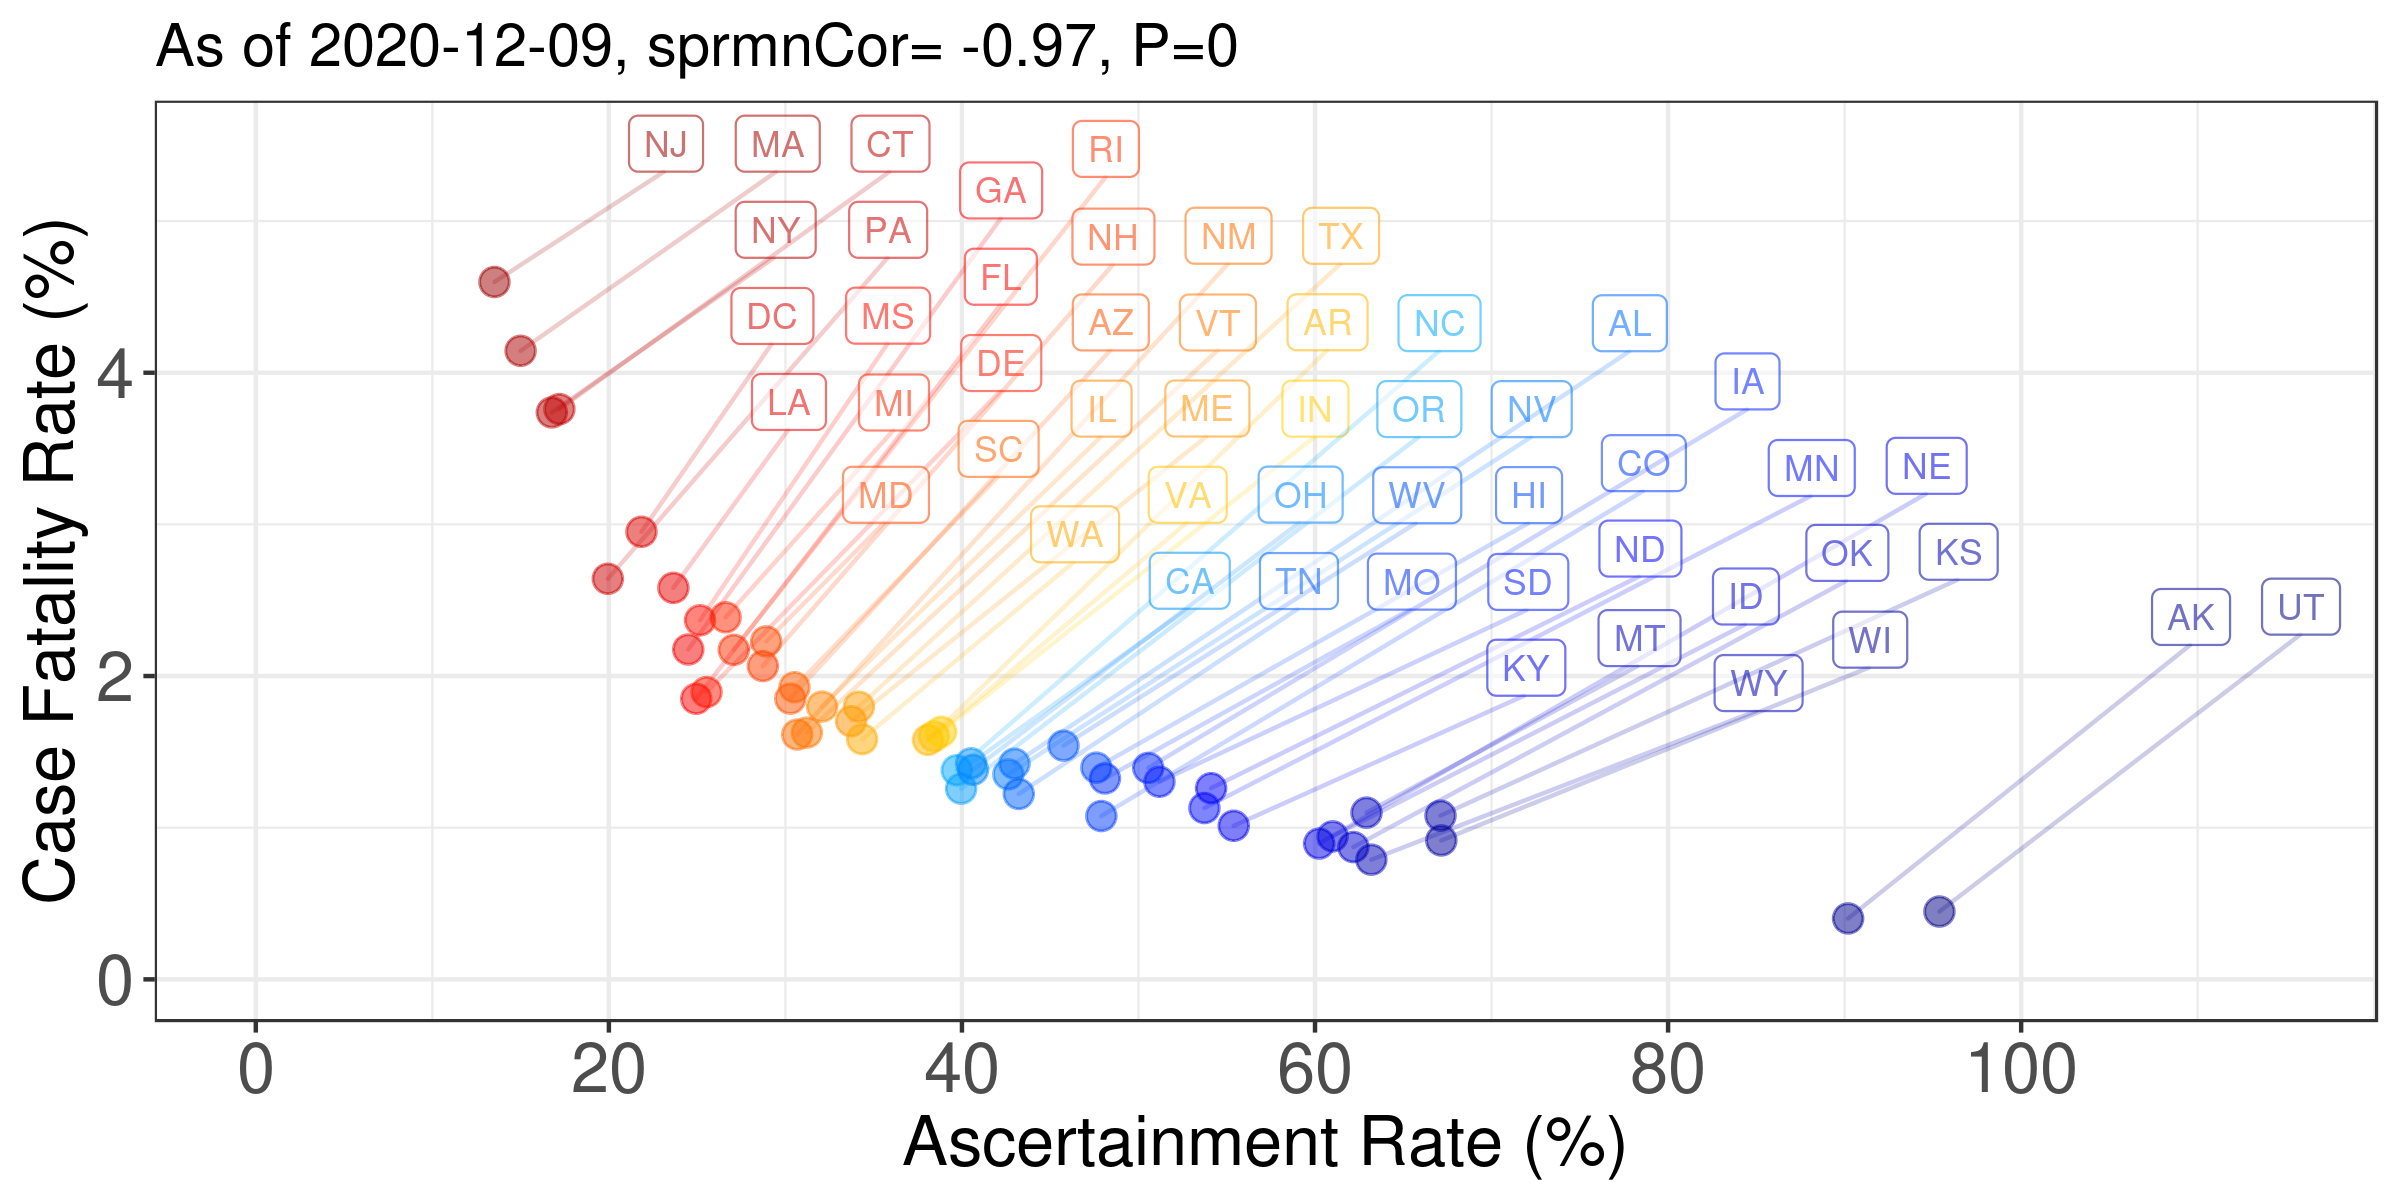 As of 2020-12-09, sprmnCor= -0.97, P=0
Case Fatality Rate (%)
4
2
0
NJ MA CT RI
GA
NY PA NH NM TX
FL
DC MS AZ VT AR NC AL
DE IA
LA MI IL ME IN OR NV
SC CO MN NE
MD VA OH WV HI
WA ND OK KS
CA TN MO SD ID
AK UT
MT WI
KY WY
0 20 40 60 80 100
Ascertainment Rate (%)